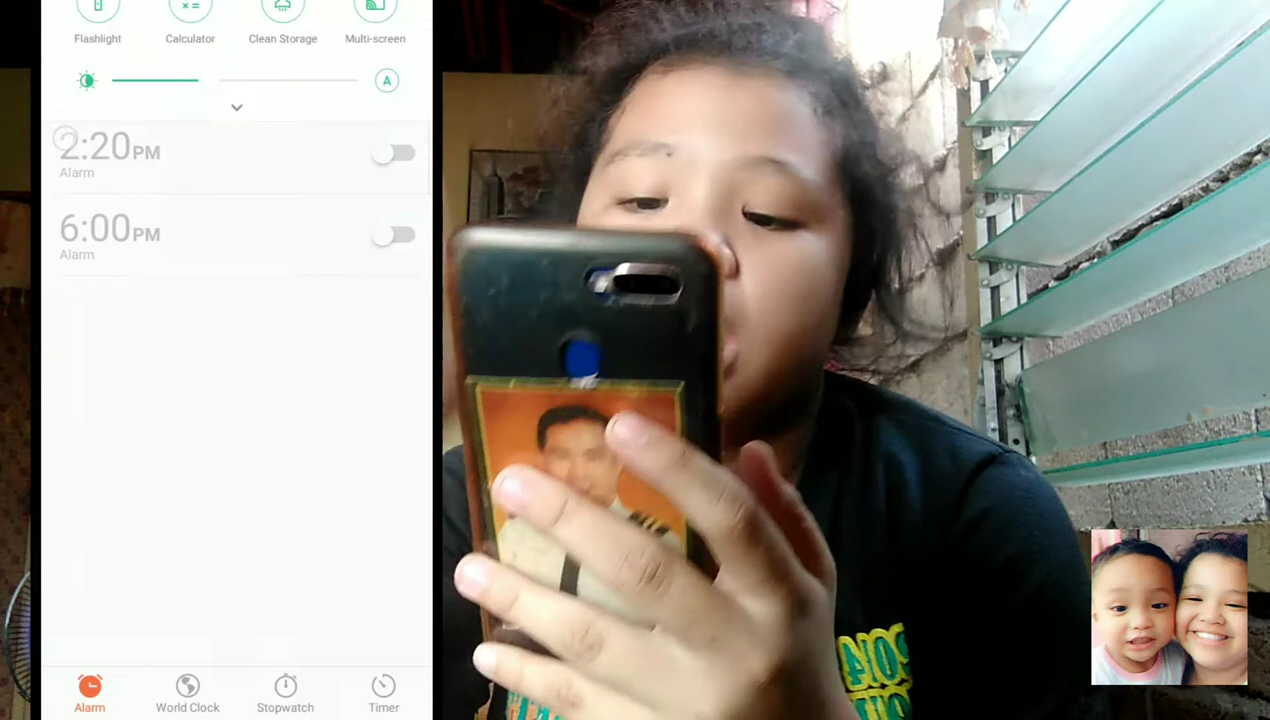 Flashlight Calculator Clean Storage Multi-screen
A
2:20PM
Alarm
6:00PM
Alarm
Alarm World Clock Stopwatch Timer